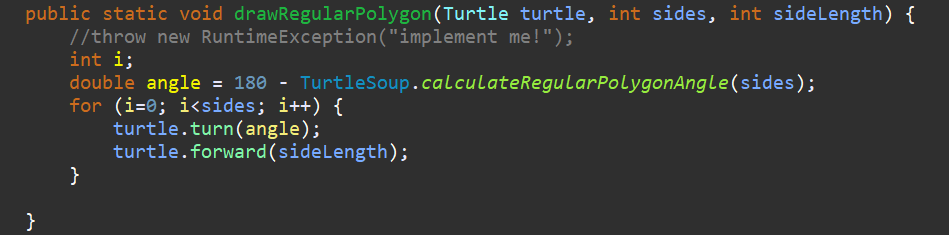 public static void drawRegularPolygon(Turtle turtle, int sides, int sideLength) {
    //throw new RuntimeException("implement me!");
    int i;
    double angle = 180 - TurtleSoup.calculateRegularPolygonAngle(sides);
    for (i=0; i<sides; i++) {
        turtle.turn(angle);
        turtle.forward(sideLength);
    }

}